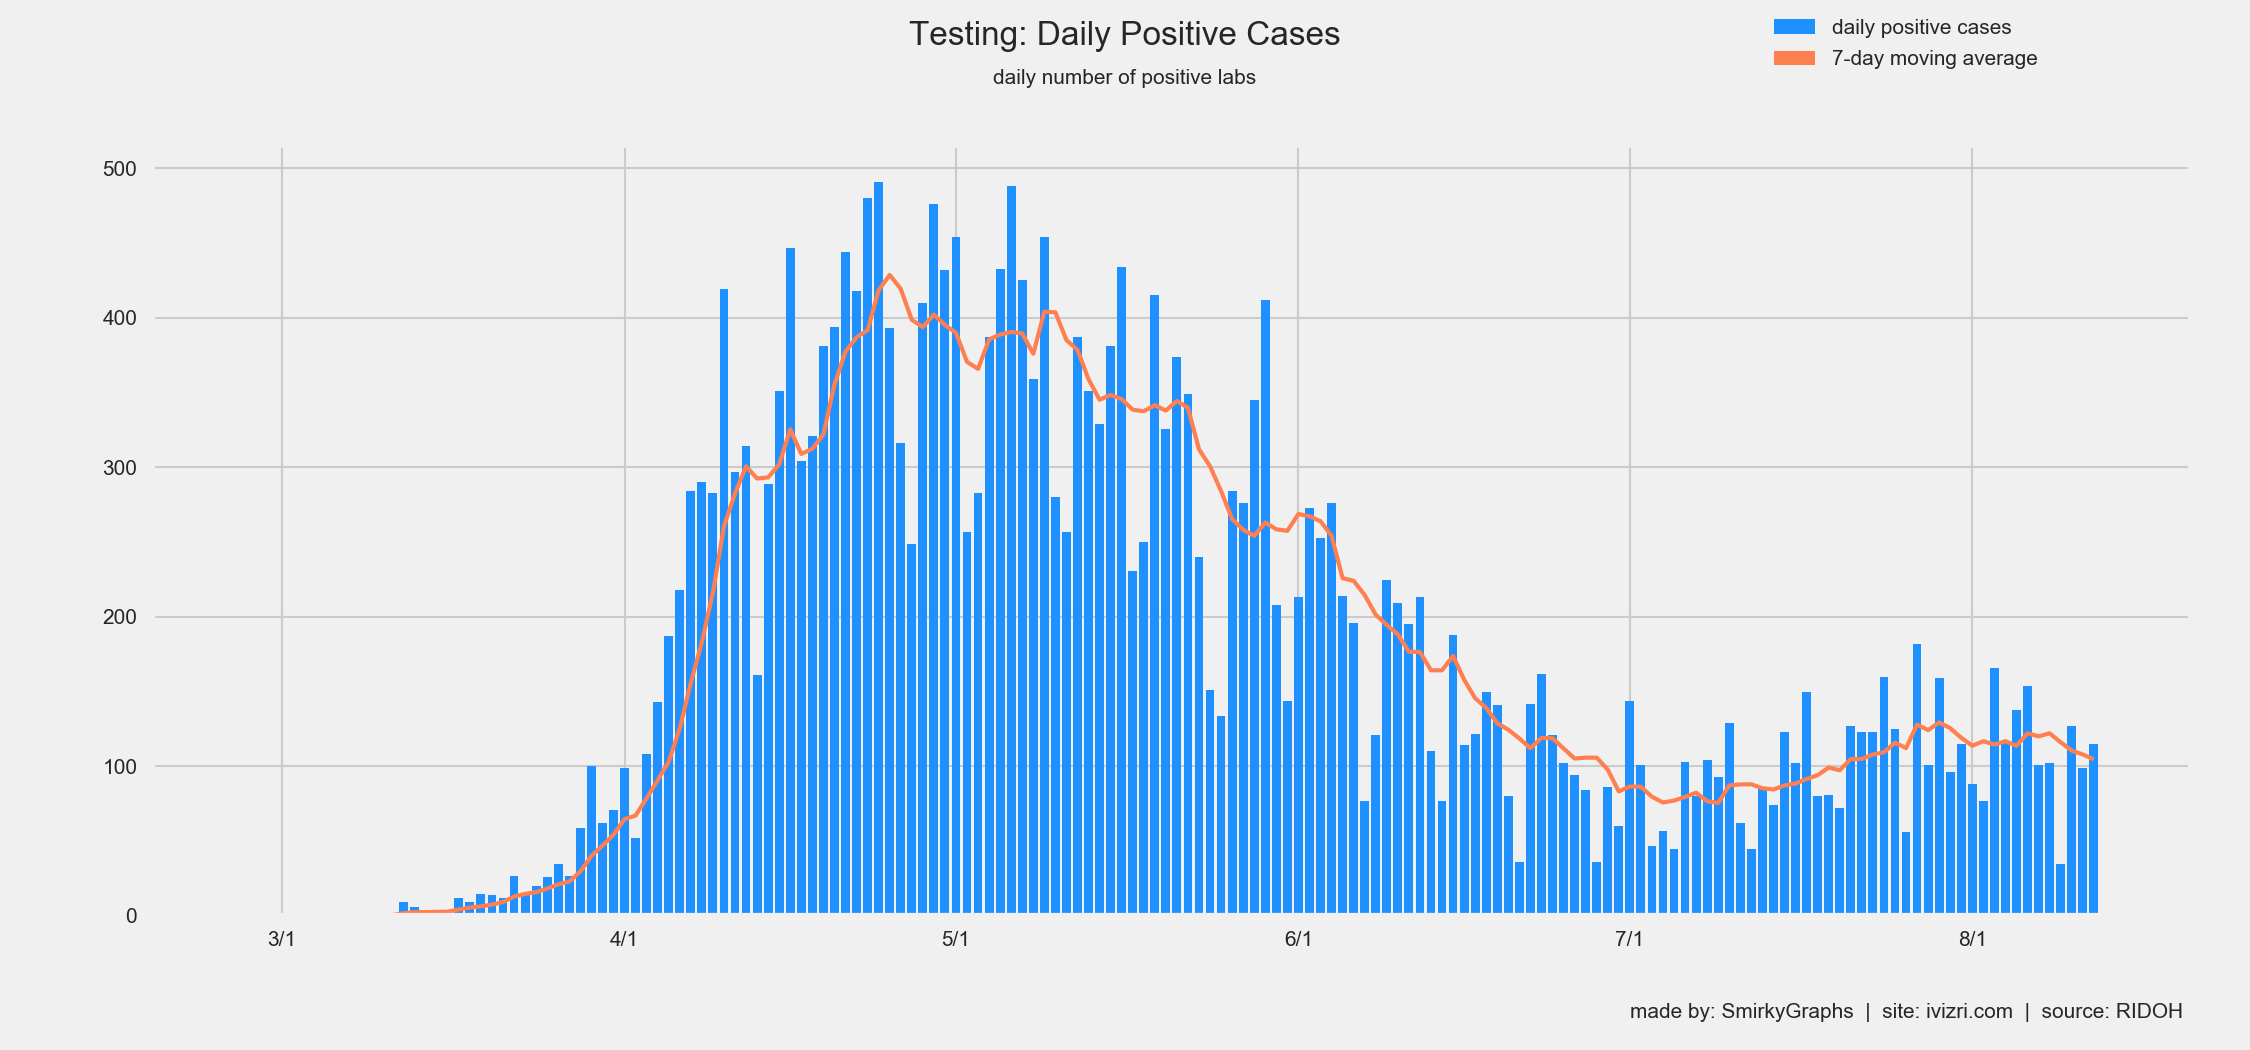 Testing: Daily Positive Cases
daily number of positive labs
daily positive cases
7-day moving average
500
400
300
200
100
0
3/1
4/1
5/1
6/1
7/1
8/1
made by: SmirkyGraphs | site: ivizri.com | source: RIDOH